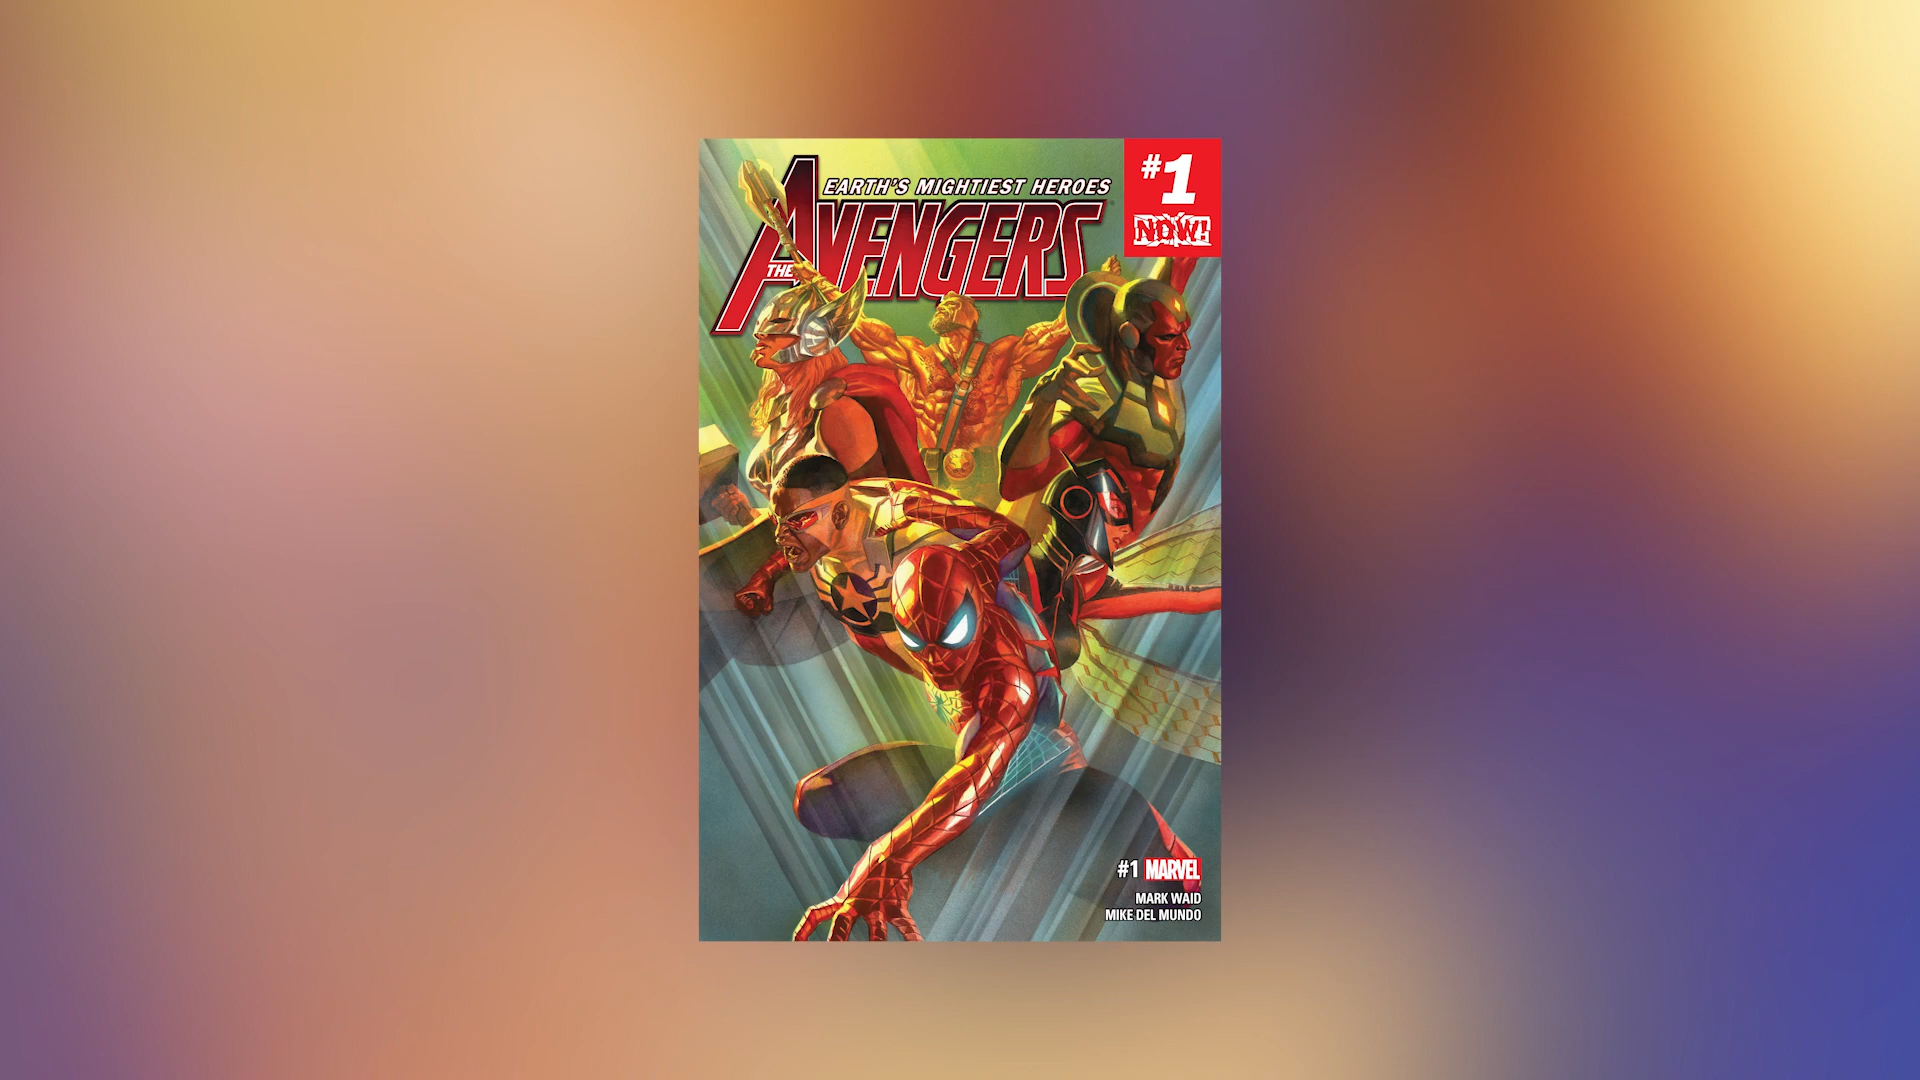 #1
NOW!
EARTH'S MIGHTIEST HEROES
THE AVENGERS
#1 MARVEL
MARK WAID
MIKE DEL MUNDO